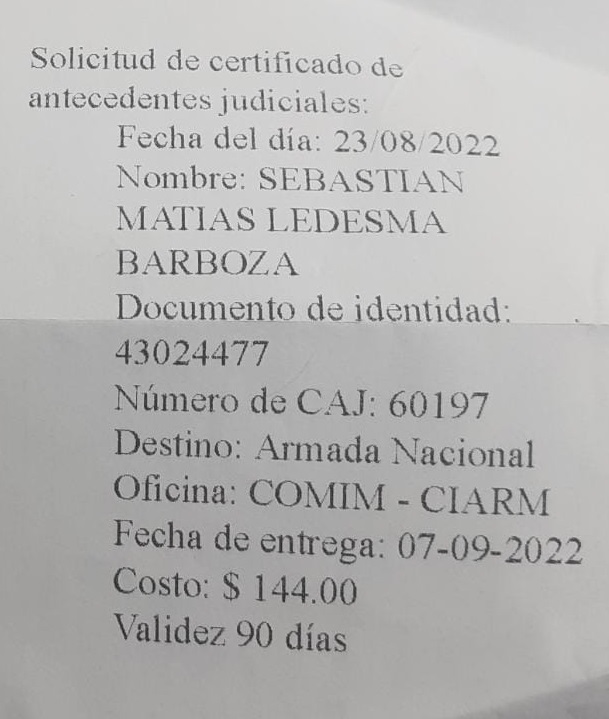 Solicitud de certificado de
antecedentes judiciales:
Fecha del día: 23/08/2022
Nombre: SEBASTIAN
MATIAS LEDESMA
BARBOZA
Documento de identidad:
43024477
Número de CAJ: 60197
Destino: Armada Nacional
Oficina: COMIM - CIARM
Fecha de entrega: 07-09-2022
Costo: $ 144.00
Validez 90 días